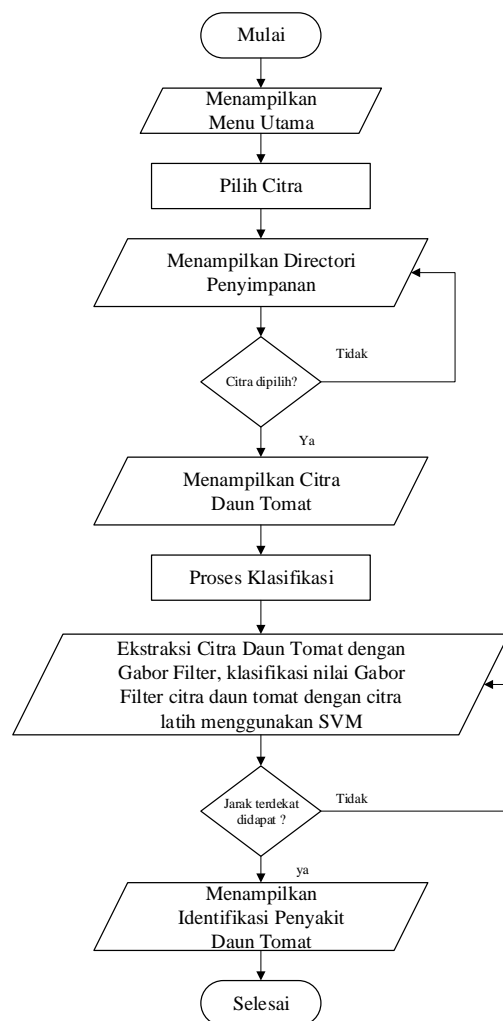 Mulai
Menampilkan
Menu Utama
Pilih Citra
Menampilkan Directori
Penyimpanan
Tidak
Citra dipilih?
Ya
Menampilkan Citra
Daun Tomat
Proses Klasifikasi
Ekstraksi Citra Daun Tomat dengan
Gabor Filter, klasifikasi nilai Gabor
Filter citra daun tomat dengan citra
latih menggunakan SVM
Jarak terdekat
didapat ?
Tidak
ya
Menampilkan
Identifikasi Penyakit
Daun Tomat
Selesai